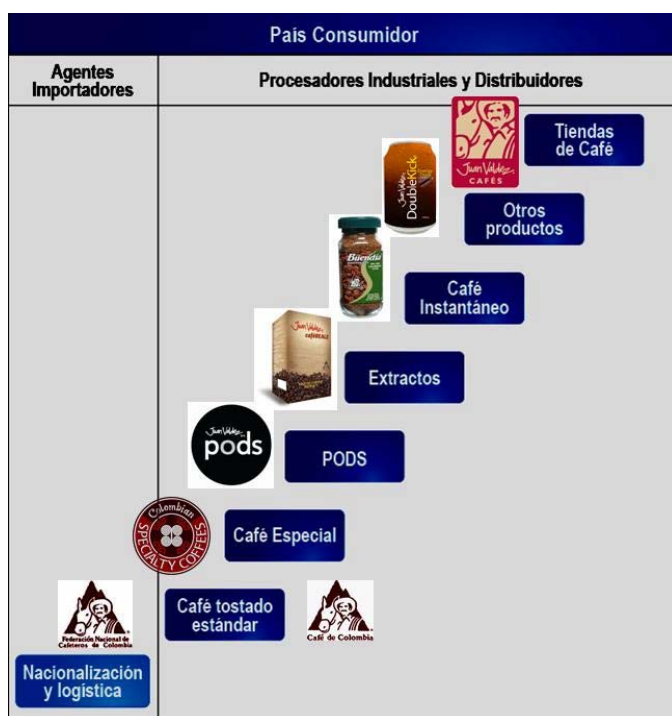 País Consumidor
Agentes
Importadores
Procesadores Industriales y Distribuidores
Juan Valdez
CAFÉS
Tiendas
de Café
Juan Valdez
DoubleKick
Otros
productos
Buendía
Café
Instantáneo
Juan Valdez
Extractos
Juan Valdez
pods
PODS
Colombian
SPECIALTY COFFEES
Café Especial
Federación Nacional de
Cafeteros de Colombia
Café tostado
estándar
Café de Colombia
Nacionalización
y logística